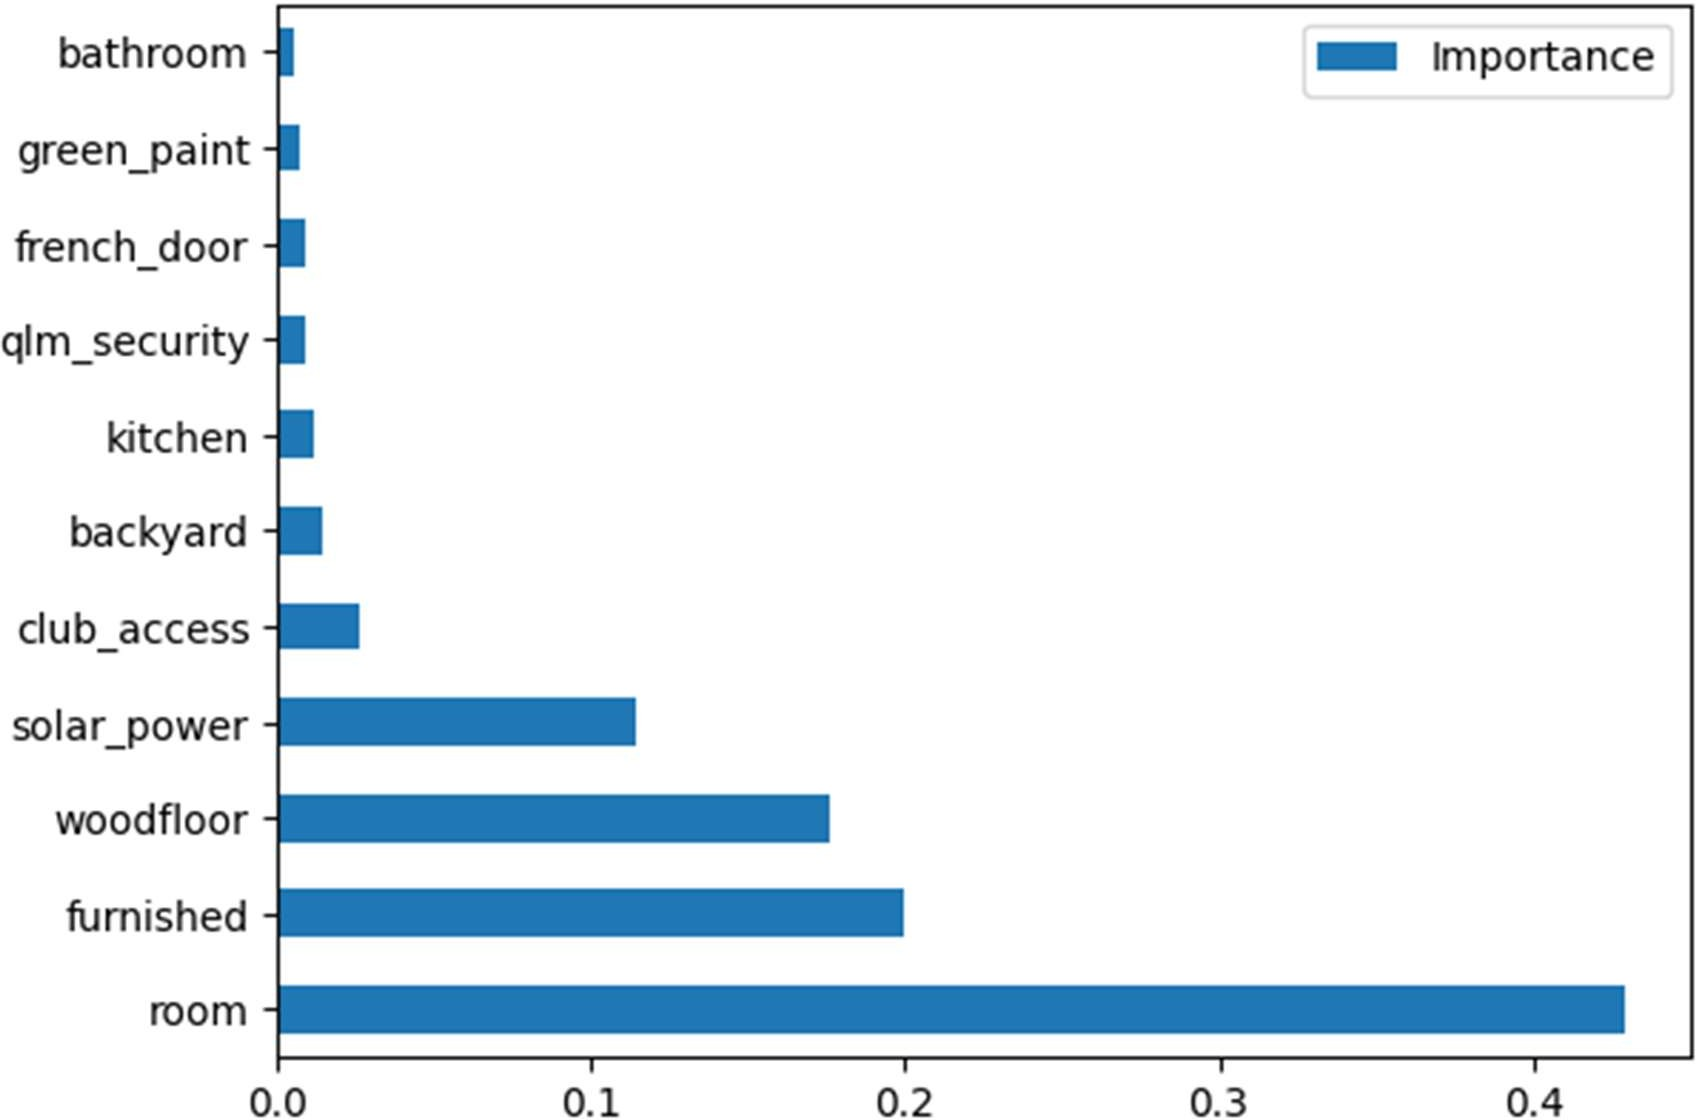 Importance
bathroom
green_paint
french_door
qlm_security
kitchen
backyard
club_access
solar_power
woodfloor
furnished
room
0.0 0.1 0.2 0.3 0.4